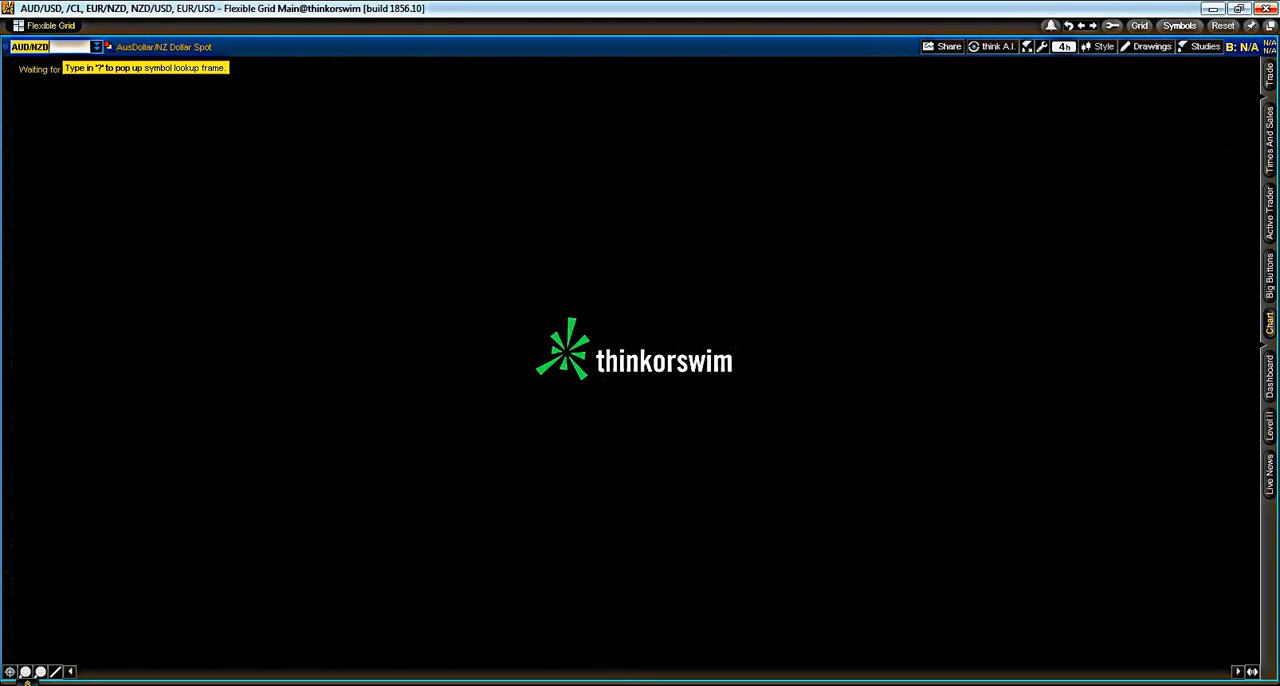 AUD/USD, /CL, EUR/NZD, NZD/USD, EUR/USD - Flexible Grid Main@thinkorswim [build 1856.10]
Flexible Grid
Grid
Symbols
Reset
AUD/NZD
AusDollar/NZ Dollar Spot
Share
think A.I.
4h
Style
Drawings
Studies
B: N/A
N/A
N/A
Waiting for
Type in '?' to pop up symbol lookup frame.
Trade
Times And Sales
Active Trader
Big Buttons
Chart
Dashboard
Level II
Live News
thinkorswim